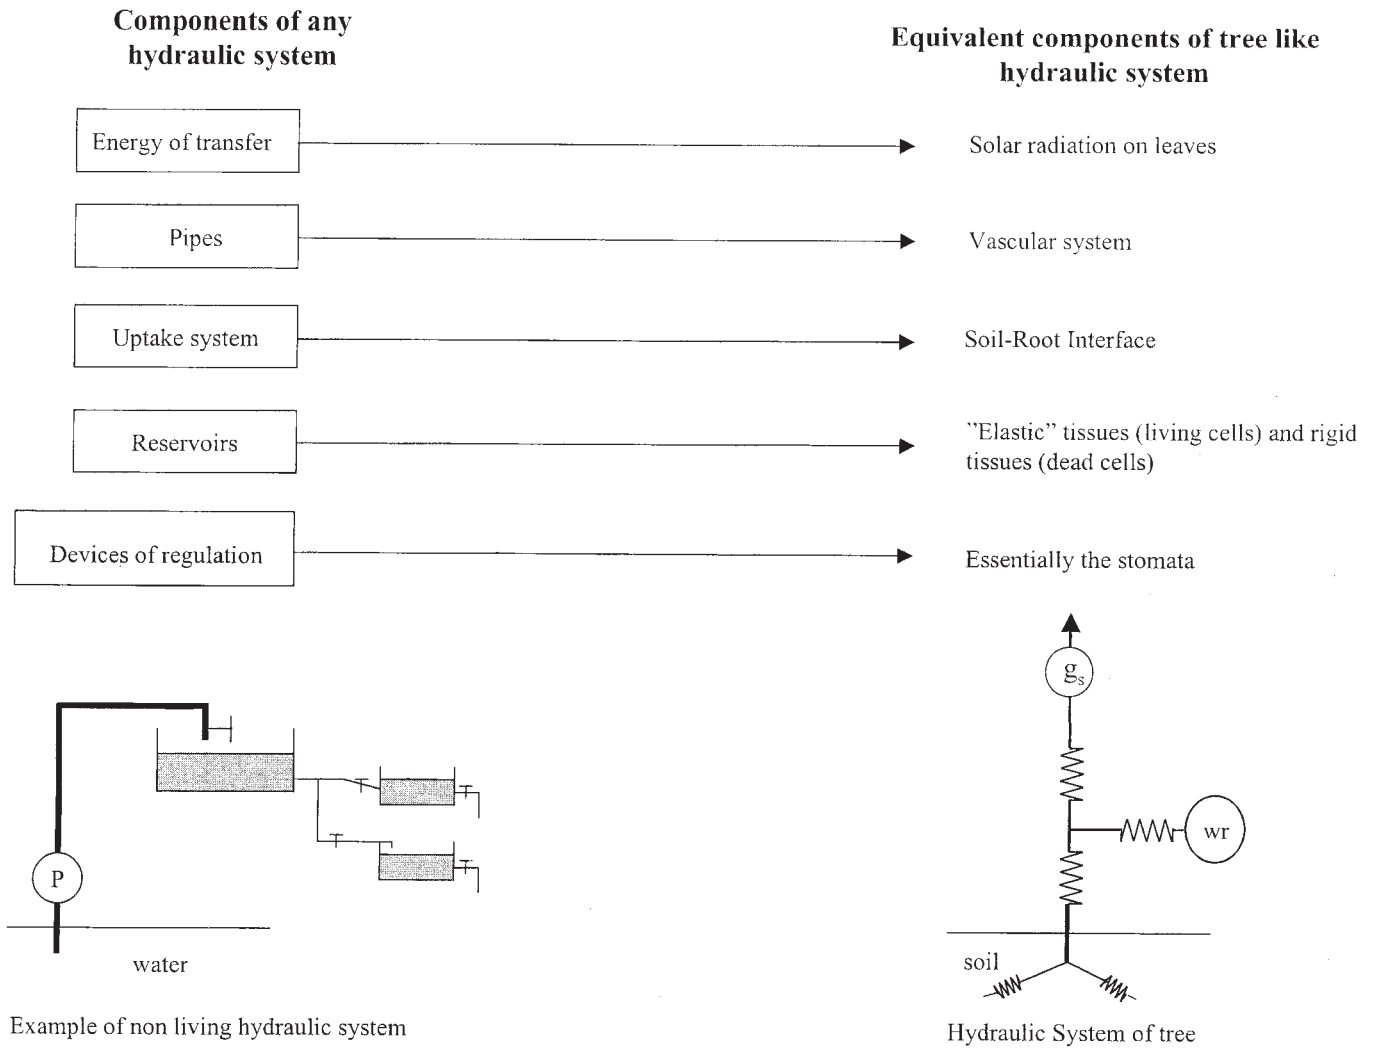 Components of any
hydraulic system
Equivalent components of tree like
hydraulic system
Energy of transfer
Solar radiation on leaves
Pipes
Vascular system
Uptake system
Soil-Root Interface
Reservoirs
"Elastic" tissues (living cells) and rigid
tissues (dead cells)
Devices of regulation
Essentially the stomata
gs
wr
P
water
soil
Example of non living hydraulic system
Hydraulic System of tree